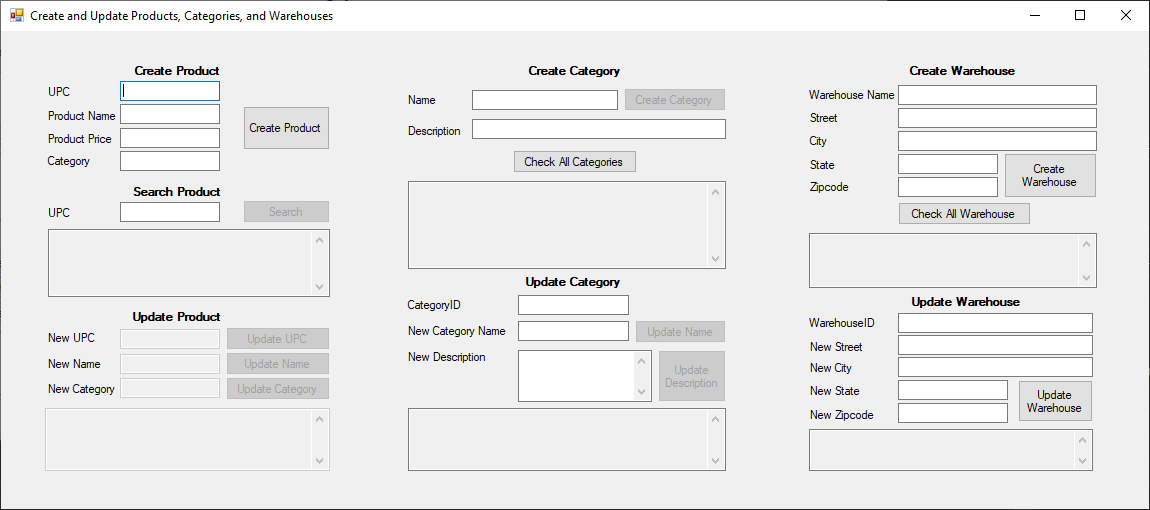 Create and Update Products, Categories, and Warehouses
Create Product
UPC
Product Name
Product Price
Category
Create Product
Search Product
UPC
Search
Update Product
New UPC
Update UPC
New Name
Update Name
New Category
Update Category
Create Category
Name
Create Category
Description
Check All Categories
Update Category
CategoryID
New Category Name
Update Name
New Description
Update
Description
Create Warehouse
Warehouse Name
Street
City
State
Zipcode
Create
Warehouse
Check All Warehouse
Update Warehouse
WarehouseID
New Street
New City
New State
New Zipcode
Update
Warehouse